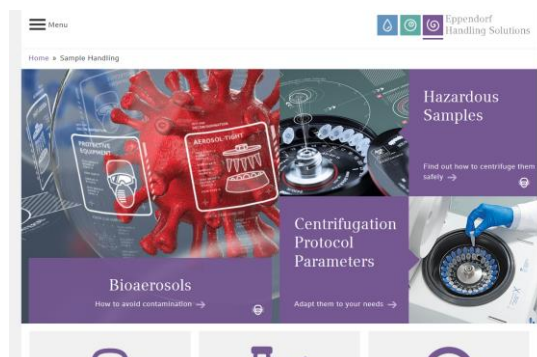 Menu
Eppendorf
Handling Solutions
Home » Sample Handling
PROTECTIVE
EQUIPMENT
AEROSOL-TIGHT
Hazardous
Samples
Find out how to centrifuge them
safely →
Centrifugation
Protocol
Parameters
Adapt them to your needs →
Bioaerosols
How to avoid contamination →